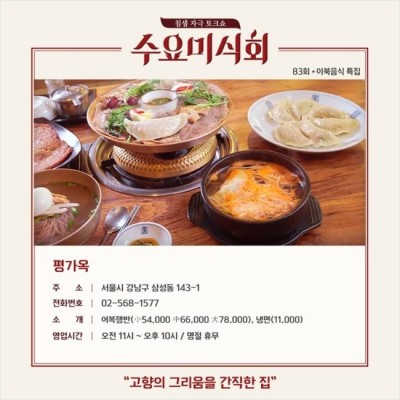 침샘 자극 토크쇼
수요미식회
83회 • 이북음식 특집
평가옥
주 소 | 서울시 강남구 삼성동 143-1
전화번호 | 02-568-1577
소 개 | 어복쟁반(小54,000 中66,000 大78,000), 냉면(11,000)
영업시간 | 오전 11시 ~ 오후 10시 / 명절 휴무
“고향의 그리움을 간직한 집”